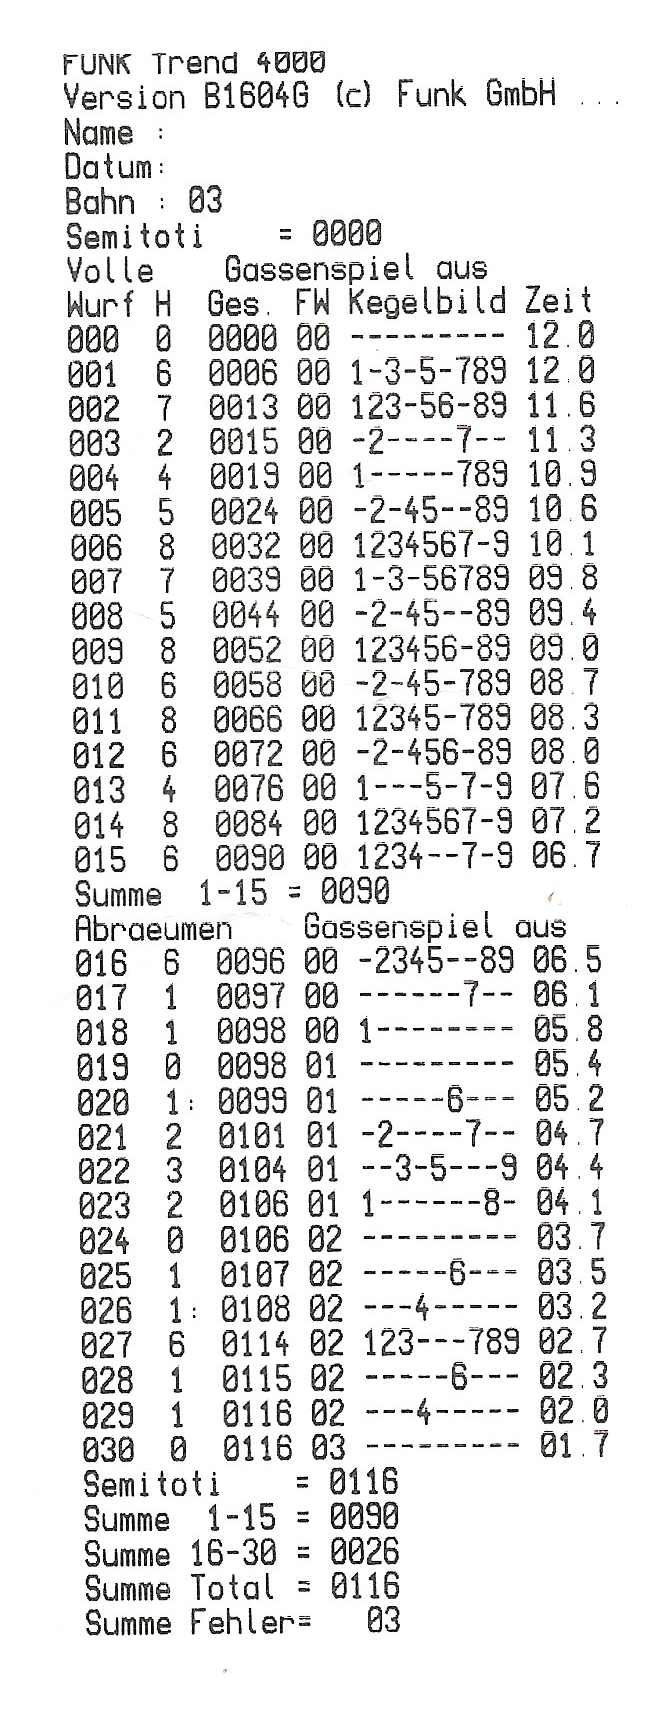 FUNK Trend 4000
Version B1604G (c) Funk GmbH ...
Name :
Datum:
Bahn : 03
Semitoti = 0000
Volle Gassenspiel aus
Wurf H Ges. FW Kegelbild Zeit
000 0 0000 00 --------- 12.0
001 6 0006 00 1-3-5-789 12.0
002 7 0013 00 123-56-89 11.6
003 2 0015 00 -2----7-- 11.3
004 4 0019 00 1-----789 10.9
005 5 0024 00 -2-45--89 10.6
006 8 0032 00 1234567-9 10.1
007 7 0039 00 1-3-56789 09.8
008 5 0044 00 -2-45--89 09.4
009 8 0052 00 123456-89 09.0
010 6 0058 00 -2-45-789 08.7
011 8 0066 00 12345-789 08.3
012 6 0072 00 -2-456-89 08.0
013 4 0076 00 1---5-7-9 07.6
014 8 0084 00 1234567-9 07.2
015 6 0090 00 1234--7-9 06.7
Summe 1-15 = 0090
Abraeumen Gassenspiel aus
016 6 0096 00 -2345--89 06.5
017 1 0097 00 ------7-- 06.1
018 1 0098 00 1-------- 05.8
019 0 0098 01 --------- 05.4
020 1: 0099 01 -----6--- 05.2
021 2 0101 01 -2----7-- 04.7
022 3 0104 01 --3-5---9 04.4
023 2 0106 01 1------8- 04.1
024 0 0106 02 --------- 03.7
025 1 0107 02 -----6--- 03.5
026 1: 0108 02 ---4----- 03.2
027 6 0114 02 123---789 02.7
028 1 0115 02 -----6--- 02.3
029 1 0116 02 ---4----- 02.0
030 0 0116 03 --------- 01.7
Semitoti = 0116
Summe 1-15 = 0090
Summe 16-30 = 0026
Summe Total = 0116
Summe Fehler= 03